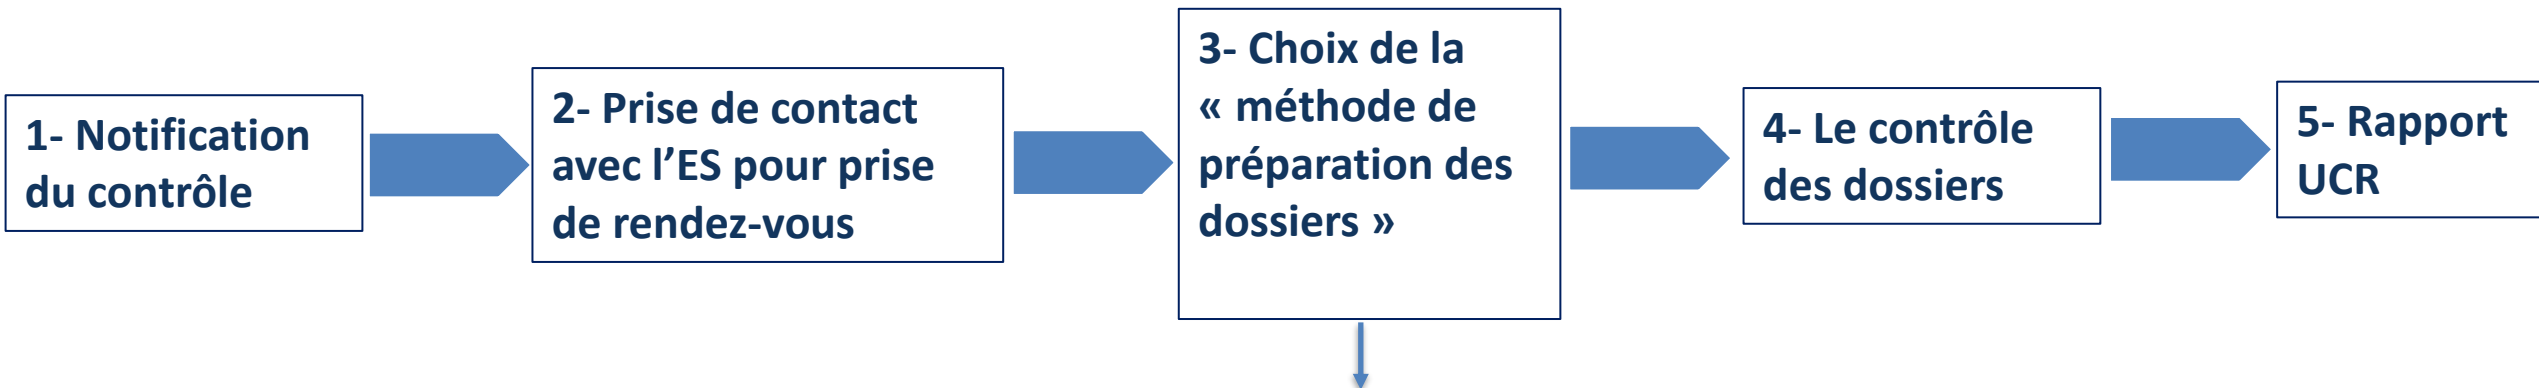 1- Notification
du contrôle
2- Prise de contact
avec l’ES pour prise
de rendez-vous
3- Choix de la
« méthode de
préparation des
dossiers »
4- Le contrôle
des dossiers
5- Rapport
UCR